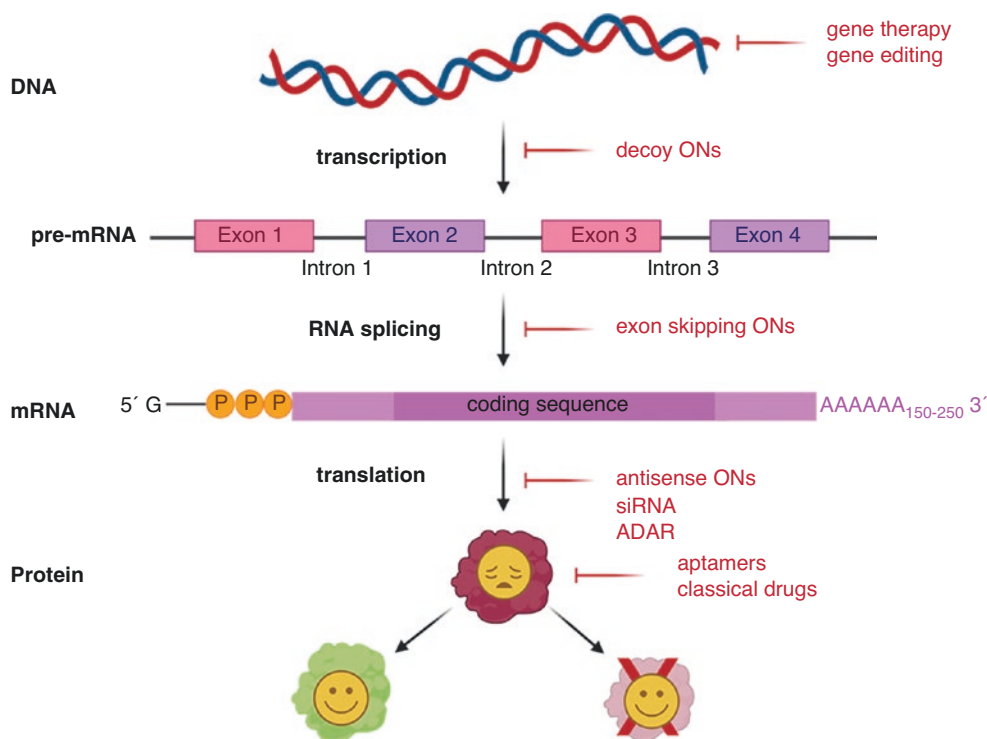 gene therapy
gene editing
DNA
transcription
decoy ONs
pre-mRNA
Exon 1
Exon 2
Exon 3
Exon 4
Intron 1
Intron 2
Intron 3
RNA splicing
exon skipping ONs
mRNA
5´ G
P P P
coding sequence
AAAAAA150-250 3´
translation
antisense ONs
siRNA
ADAR
Protein
aptamers
classical drugs